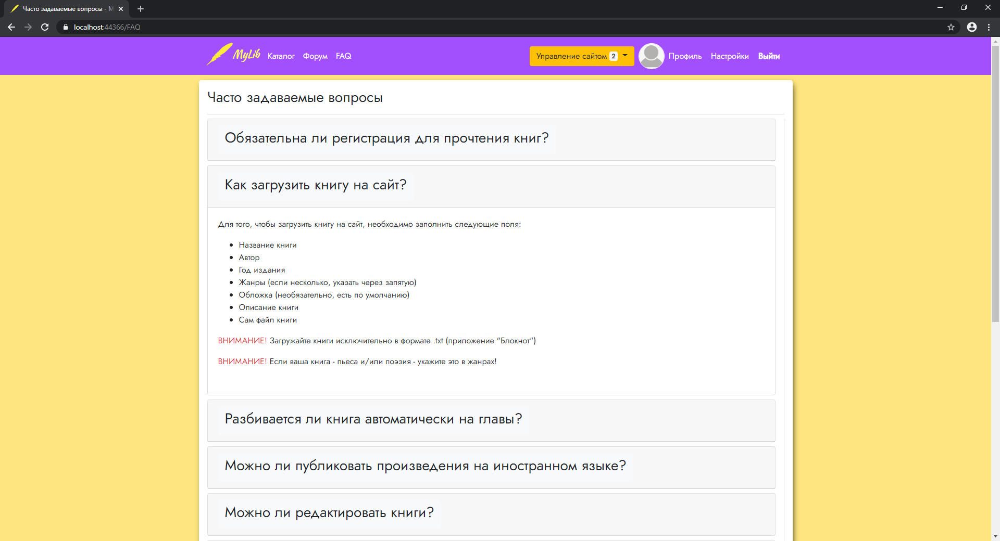 Часто задаваемые вопросы - M
localhost:44366/FAQ
MyLib Каталог Форум FAQ Управление сайтом 2 Профиль Настройки Выйти
Часто задаваемые вопросы
Обязательна ли регистрация для прочтения книг?
Как загрузить книгу на сайт?
Для того, чтобы загрузить книгу на сайт, необходимо заполнить следующие поля:
Название книги
Автор
Год издания
Жанры (если несколько, указать через запятую)
Обложка (необязательно, есть по умолчанию)
Описание книги
Сам файл книги
ВНИМАНИЕ! Загружайте книги исключительно в формате .txt (приложение "Блокнот")
ВНИМАНИЕ! Если ваша книга - пьеса и/или поэзия - укажите это в жанрах!
Разбивается ли книга автоматически на главы?
Можно ли публиковать произведения на иностранном языке?
Можно ли редактировать книги?